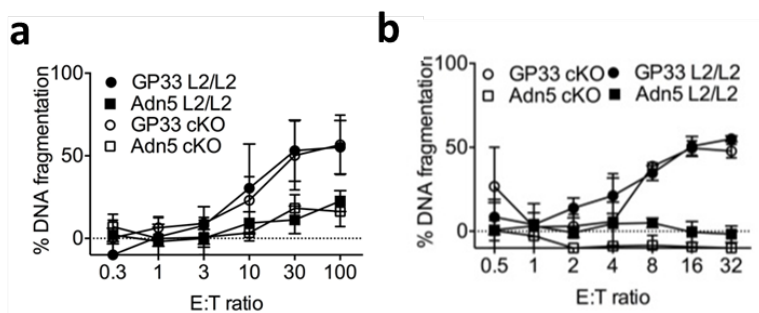 a
% DNA fragmentation
100
50
0
GP33 L2/L2
Adn5 L2/L2
GP33 cKO
Adn5 cKO
0.3 1 3 10 30 100
E:T ratio
b
% DNA fragmentation
100
50
0
GP33 cKO GP33 L2/L2
Adn5 cKO Adn5 L2/L2
0.5 1 2 4 8 16 32
E:T ratio